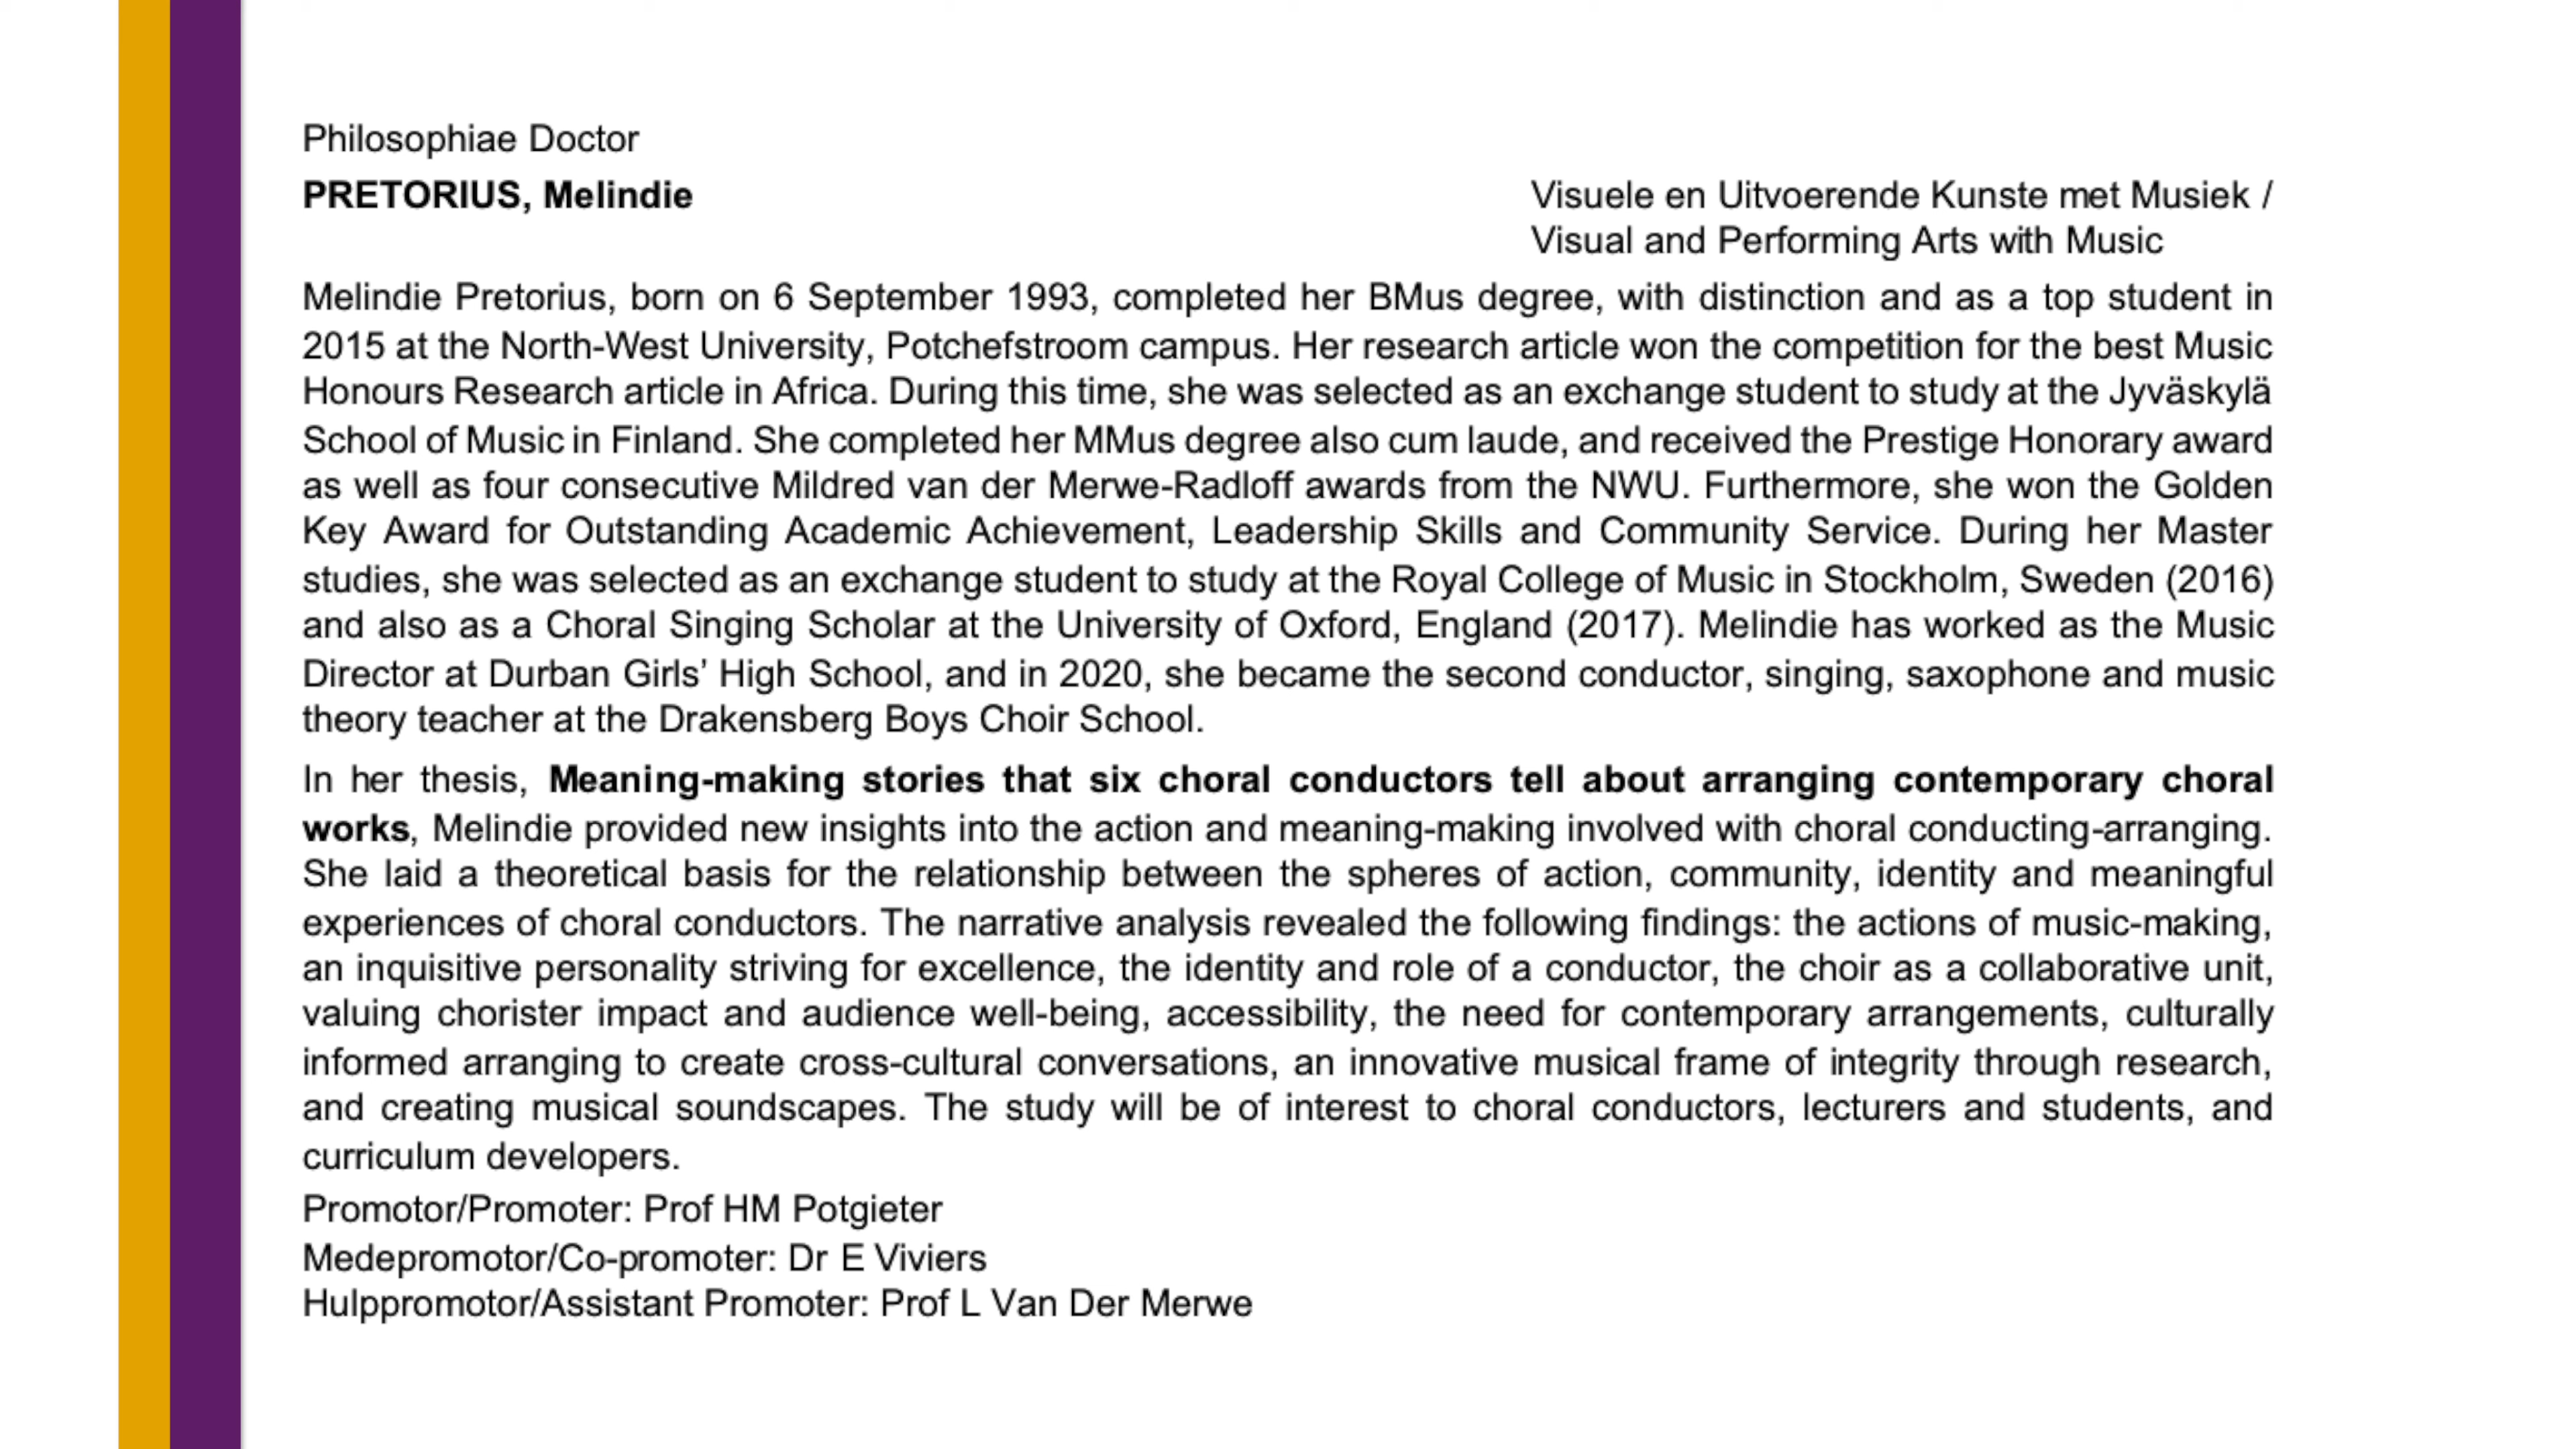 Philosophiae Doctor
PRETORIUS, Melindie
Visuele en Uitvoerende Kunste met Musiek /
Visual and Performing Arts with Music
Melindie Pretorius, born on 6 September 1993, completed her BMus degree, with distinction and as a top student in
2015 at the North-West University, Potchefstroom campus. Her research article won the competition for the best Music
Honours Research article in Africa. During this time, she was selected as an exchange student to study at the Jyväskylä
School of Music in Finland. She completed her MMus degree also cum laude, and received the Prestige Honorary award
as well as four consecutive Mildred van der Merwe-Radloff awards from the NWU. Furthermore, she won the Golden
Key Award for Outstanding Academic Achievement, Leadership Skills and Community Service. During her Master
studies, she was selected as an exchange student to study at the Royal College of Music in Stockholm, Sweden (2016)
and also as a Choral Singing Scholar at the University of Oxford, England (2017). Melindie has worked as the Music
Director at Durban Girls’ High School, and in 2020, she became the second conductor, singing, saxophone and music
theory teacher at the Drakensberg Boys Choir School.
In her thesis, Meaning-making stories that six choral conductors tell about arranging contemporary choral
works, Melindie provided new insights into the action and meaning-making involved with choral conducting-arranging.
She laid a theoretical basis for the relationship between the spheres of action, community, identity and meaningful
experiences of choral conductors. The narrative analysis revealed the following findings: the actions of music-making,
an inquisitive personality striving for excellence, the identity and role of a conductor, the choir as a collaborative unit,
valuing chorister impact and audience well-being, accessibility, the need for contemporary arrangements, culturally
informed arranging to create cross-cultural conversations, an innovative musical frame of integrity through research,
and creating musical soundscapes. The study will be of interest to choral conductors, lecturers and students, and
curriculum developers.
Promotor/Promoter: Prof HM Potgieter
Medepromotor/Co-promoter: Dr E Viviers
Hulppromotor/Assistant Promoter: Prof L Van Der Merwe